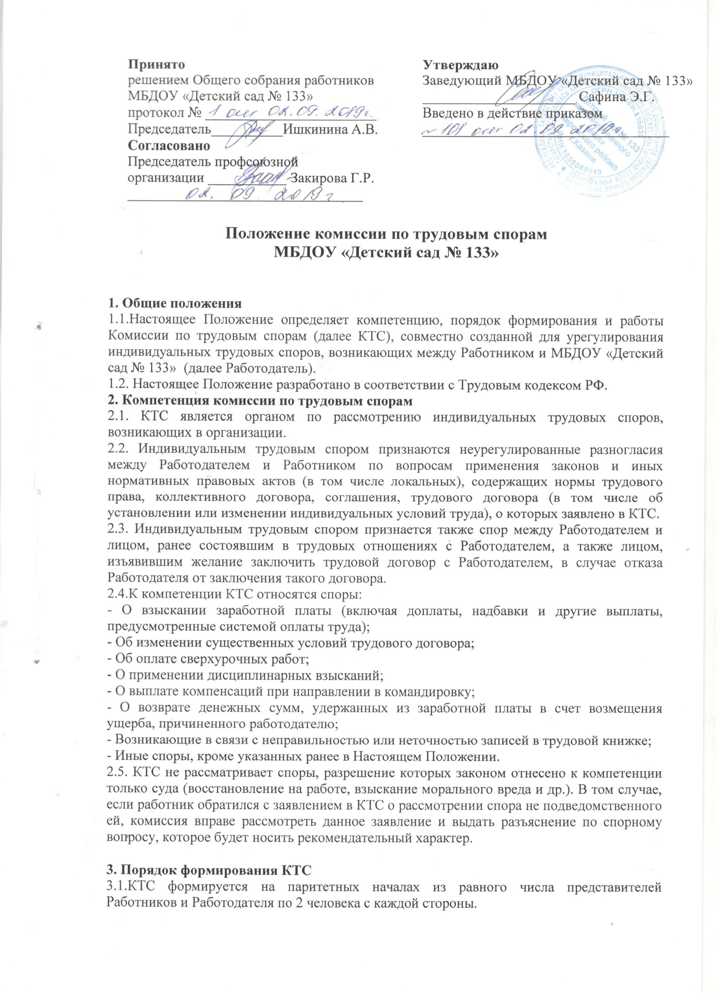 Принято
решением Общего собрания работников
МБДОУ «Детский сад № 133»
протокол № 1 от 02.09.2019г.
Председатель__________Ишкинина А.В.
Согласовано
Председатель профсоюзной
организации ___________ Закирова Г.Р.
02. 09. 2019г
Утверждаю
Заведующий МБДОУ «Детский сад № 133»
______________________ Сафина Э.Г.
Введено в действие приказом
№ 101 от 02.09.2019г
Детский сад № 133
комбинированного
вида»
Кировского района
г.Казани
ИНН 1656088949
Положение комиссии по трудовым спорам
МБДОУ «Детский сад № 133»
1. Общие положения
1.1.Настоящее Положение определяет компетенцию, порядок формирования и работы
Комиссии по трудовым спорам (далее КТС), совместно созданной для урегулирования
индивидуальных трудовых споров, возникающих между Работником и МБДОУ «Детский
сад № 133» (далее Работодатель).
1.2. Настоящее Положение разработано в соответствии с Трудовым кодексом РФ.
2. Компетенция комиссии по трудовым спорам
2.1. КТС является органом по рассмотрению индивидуальных трудовых споров,
возникающих в организации.
2.2. Индивидуальным трудовым спором признаются неурегулированные разногласия
между Работодателем и Работником по вопросам применения законов и иных
нормативных правовых актов (в том числе локальных), содержащих нормы трудового
права, коллективного договора, соглашения, трудового договора (в том числе об
установлении или изменении индивидуальных условий труда), о которых заявлено в КТС.
2.3. Индивидуальным трудовым спором признается также спор между Работодателем и
лицом, ранее состоявшим в трудовых отношениях с Работодателем, а также лицом,
изъявившим желание заключить трудовой договор с Работодателем, в случае отказа
Работодателя от заключения такого договора.
2.4.К компетенции КТС относятся споры:
- О взыскании заработной платы (включая доплаты, надбавки и другие выплаты,
предусмотренные системой оплаты труда);
- Об изменении существенных условий трудового договора;
- Об оплате сверхурочных работ;
- О применении дисциплинарных взысканий;
- О выплате компенсаций при направлении в командировку;
- О возврате денежных сумм, удержанных из заработной платы в счет возмещения
ущерба, причиненного работодателю;
- Возникающие в связи с неправильностью или неточностью записей в трудовой книжке;
- Иные споры, кроме указанных ранее в Настоящем Положении.
2.5. КТС не рассматривает споры, разрешение которых законом отнесено к компетенции
только суда (восстановление на работе, взыскание морального вреда и др.). В том случае,
если работник обратился с заявлением в КТС о рассмотрении спора не подведомственного
ей, комиссия вправе рассмотреть данное заявление и выдать разъяснение по спорному
вопросу, которое будет носить рекомендательный характер.
3. Порядок формирования КТС
3.1.КТС формируется на паритетных началах из равного числа представителей
Работников и Работодателя по 2 человека с каждой стороны.